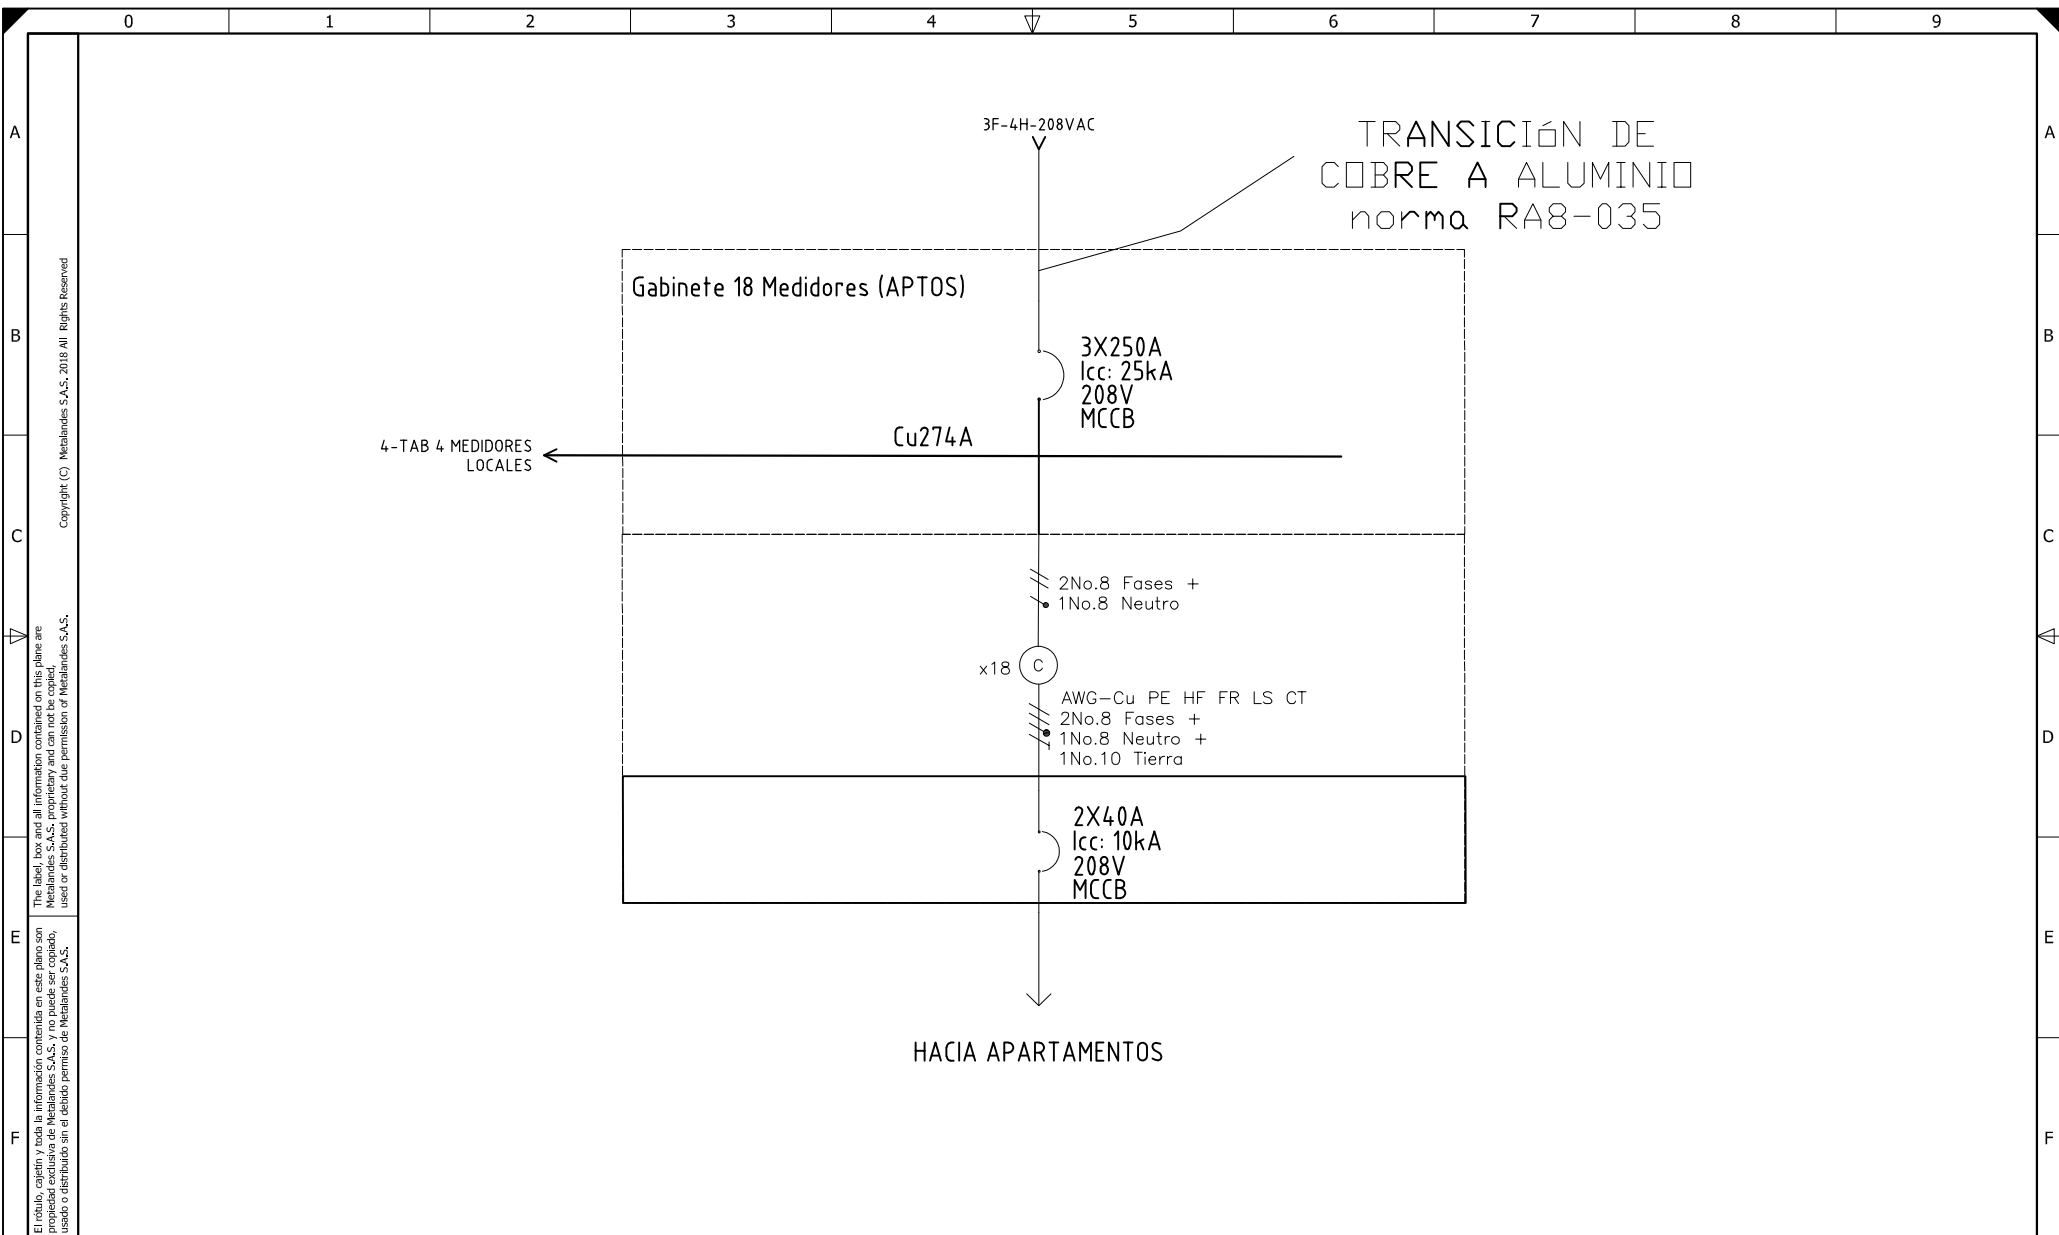 0 1 2 3 4 5 6 7 8 9
A
A
3F-4H-208VAC
TRANSICIóN DE
COBRE A ALUMINIO
norma RA8-035
B
B
Gabinete 18 Medidores (APTOS)
3X250A
Icc: 25kA
208V
MCCB
Cu274A
4-TAB 4 MEDIDORES
LOCALES
C
C
2No.8 Fases +
1No.8 Neutro
x18
C
AWG-Cu PE HF FR LS CT
2No.8 Fases +
1No.8 Neutro +
1No.10 Tierra
D
D
2X40A
Icc: 10kA
208V
MCCB
E
E
HACIA APARTAMENTOS
F
F
Copyright (C) Metalandes S.A.S. 2018 All Rights Reserved
The label, box and all information contained on this plane are
Metalandes S.A.S. proprietary and can not be copied,
used or distributed without due permission of Metalandes S.A.S.
El rótulo, cajetín y toda la información contenida en este plano son
propiedad exclusiva de Metalandes S.A.S. y no puede ser copiado,
usado o distribuido sin el debido permiso de Metalandes S.A.S.